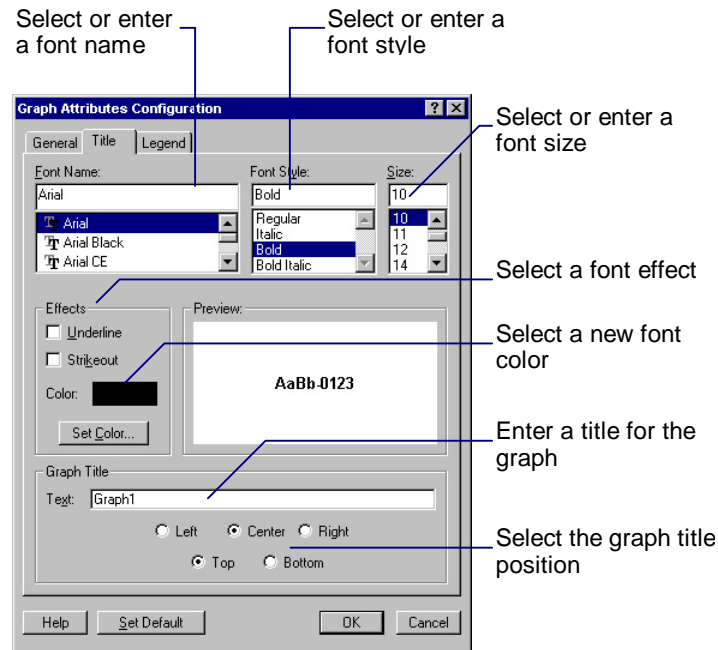 Select or enter
a font name
Select or enter a
font style
Graph Attributes Configuration
Select or enter a
font size
General Title Legend
Font Name: Font Style: Size:
Arial Bold 10
Arial Regular 10
Arial Black Italic 11
Arial CE Bold 12
Bold Italic 14
Select a font effect
Effects Preview:
Underline
Strikeout
Select a new font
color
Color: AaBb-0123
Set Color...
Enter a title for the
graph
Graph Title
Text: Graph1
Left Center Right
Top Bottom
Select the graph title
position
Help Set Default OK Cancel